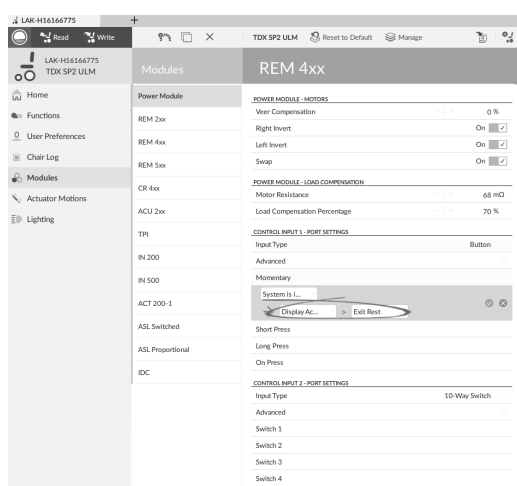 LAK-H16166775
Read Write TDX SP2 ULM Reset to Default Manage
LAK-H16166775
TDX SP2 ULM
Modules
REM 4xx
Home
Functions
User Preferences
Chair Log
Modules
Actuator Motions
Lighting
Power Module
REM 2xx
REM 4xx
REM 5xx
CR 4xx
ACU 2xx
TPI
IN 200
IN 500
ACT 200-1
ASL Switched
ASL Proportional
IDC
POWER MODULE - MOTORS
Veer Compensation - + 0 %
Right Invert On
Left Invert On
Swap On
POWER MODULE - LOAD COMPENSATION
Motor Resistance - + 68 mΩ
Load Compensation Percentage - + 70 %
CONTROL INPUT 1 - PORT SETTINGS
Input Type Button
Advanced
Momentary
System is i...
Display Ac... > Exit Rest
Short Press
Long Press
On Press
CONTROL INPUT 2 - PORT SETTINGS
Input Type 10-Way Switch
Advanced
Switch 1
Switch 2
Switch 3
Switch 4